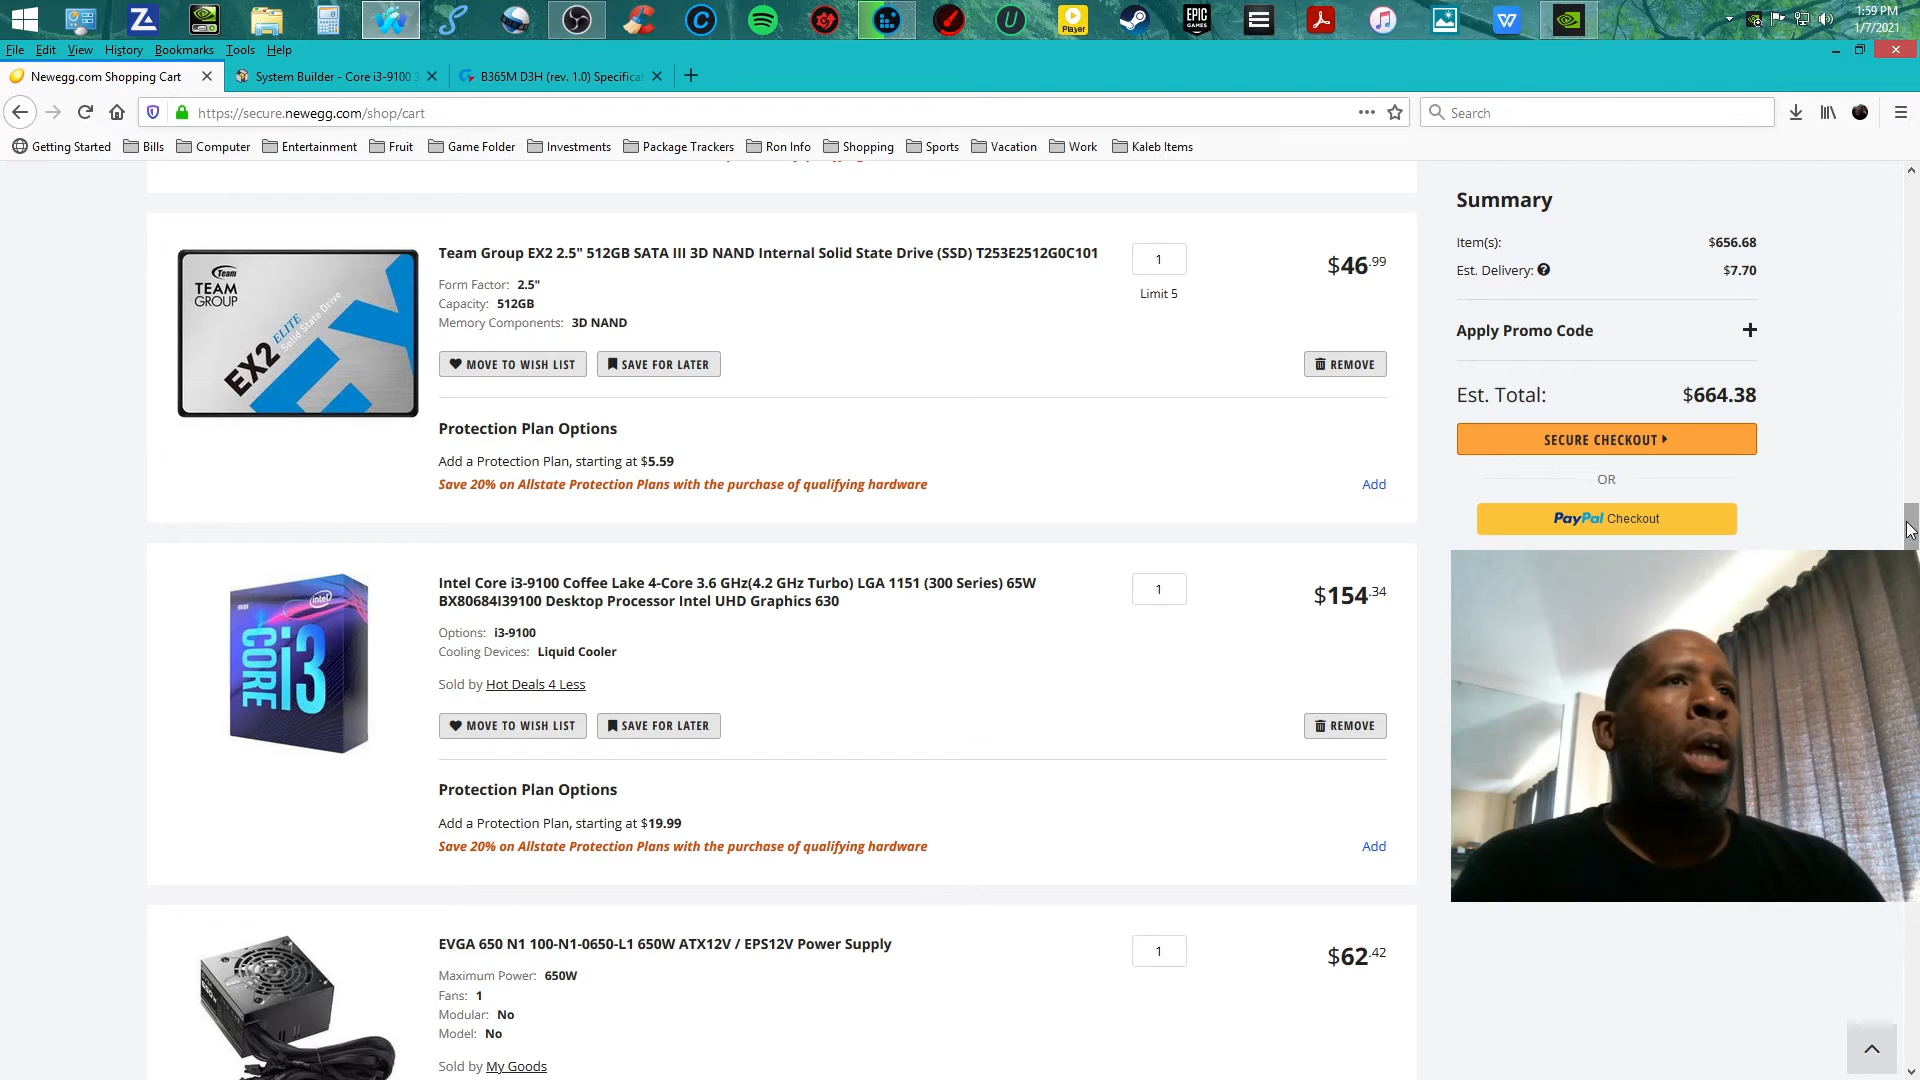 1:59 PM
1/7/2021
File Edit View History Bookmarks Tools Help
Newegg.com Shopping Cart
System Builder - Core i3-9100 3
B365M D3H (rev. 1.0) Specificat
https://secure.newegg.com/shop/cart
Search
Getting Started Bills Computer Entertainment Fruit Game Folder Investments Package Trackers Ron Info Shopping Sports Vacation Work Kaleb Items
TEAM GROUP
Team
EX2
ELITE
Solid State Drive
Team Group EX2 2.5" 512GB SATA III 3D NAND Internal Solid State Drive (SSD) T253E2512G0C101
Form Factor: 2.5"
Capacity: 512GB
Memory Components: 3D NAND
1
Limit 5
$46.99
MOVE TO WISH LIST
SAVE FOR LATER
REMOVE
Protection Plan Options
Add a Protection Plan, starting at $5.59
Save 20% on Allstate Protection Plans with the purchase of qualifying hardware
Add
intel
CORE i3
Intel Core i3-9100 Coffee Lake 4-Core 3.6 GHz(4.2 GHz Turbo) LGA 1151 (300 Series) 65W
BX80684I39100 Desktop Processor Intel UHD Graphics 630
Options: i3-9100
Cooling Devices: Liquid Cooler
Sold by Hot Deals 4 Less
1
$154.34
MOVE TO WISH LIST
SAVE FOR LATER
REMOVE
Protection Plan Options
Add a Protection Plan, starting at $19.99
Save 20% on Allstate Protection Plans with the purchase of qualifying hardware
Add
EVGA 650 N1 100-N1-0650-L1 650W ATX12V / EPS12V Power Supply
Maximum Power: 650W
Fans: 1
Modular: No
Model: No
Sold by My Goods
1
$62.42
Summary
Item(s): $656.68
Est. Delivery: $7.70
Apply Promo Code
Est. Total: $664.38
SECURE CHECKOUT
OR
PayPal Checkout
Player
EPIC GAMES